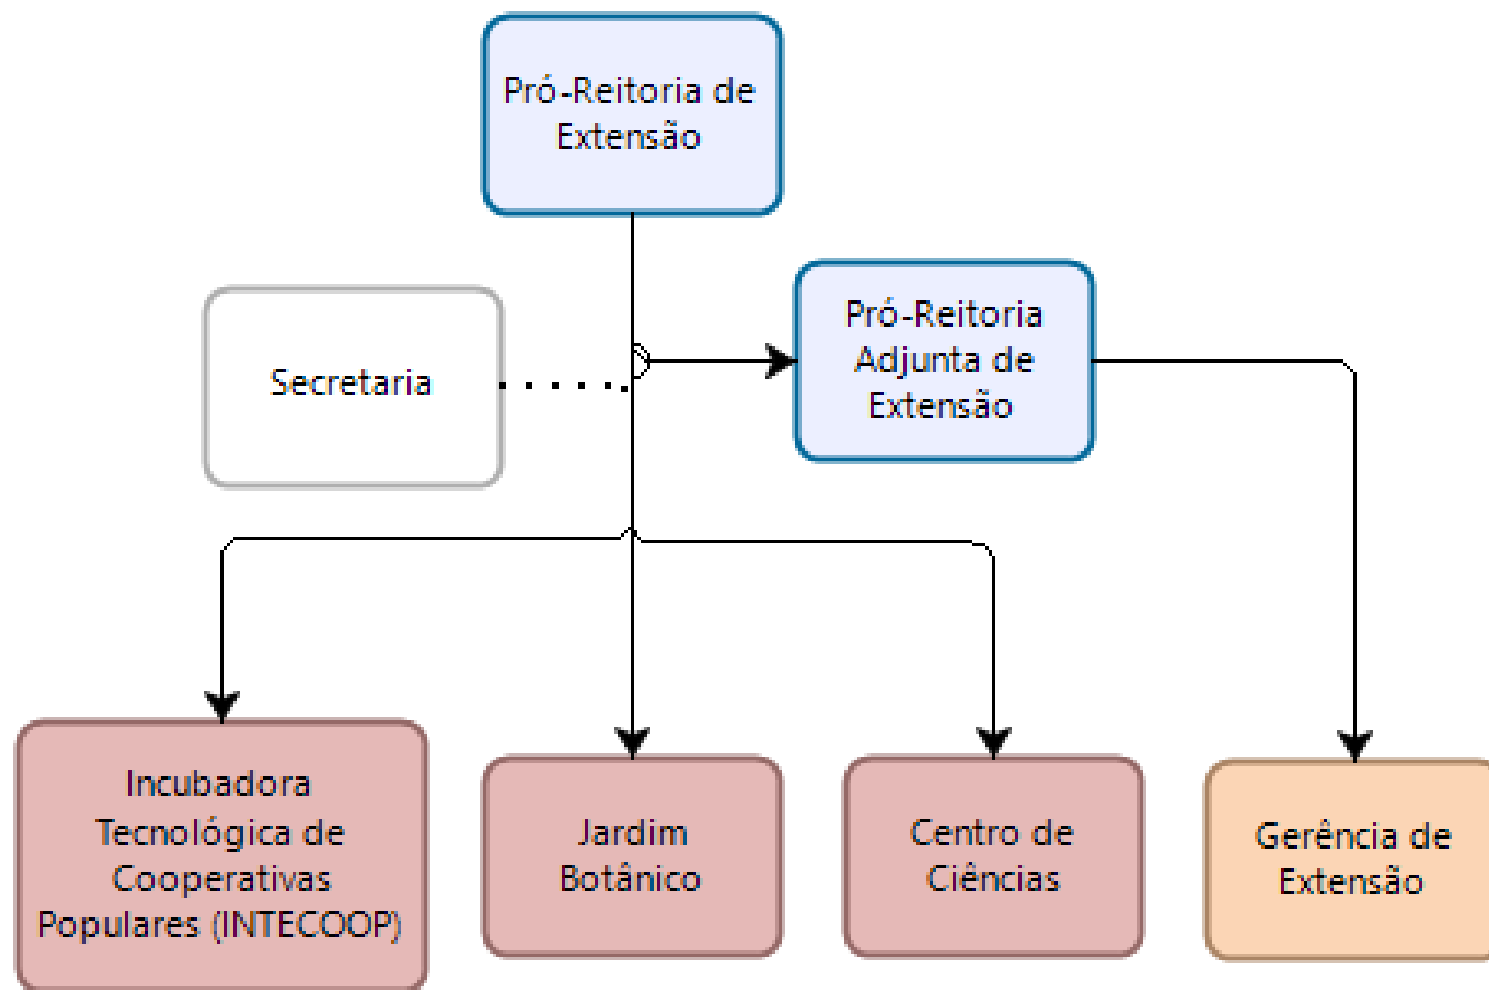 Pró-Reitoria de
Extensão
Secretaria
Pró-Reitoria
Adjunta de
Extensão
Incubadora
Tecnológica de
Cooperativas
Populares (INTECOOP)
Jardim
Botânico
Centro de
Ciências
Gerência de
Extensão